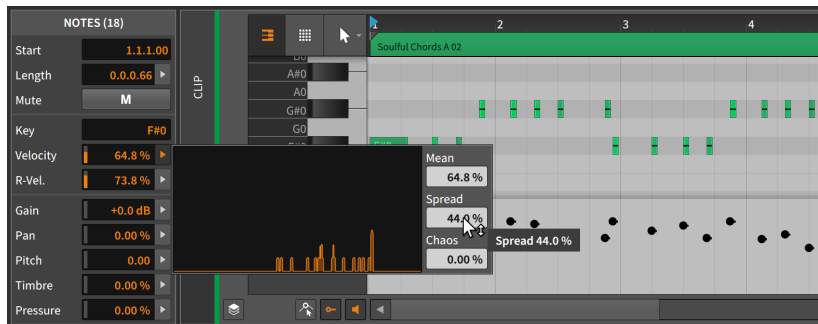 NOTES (18)
Start 1.1.1.00
Length 0.0.0.66
Mute M
Key F#0
Velocity 64.8 %
R-Vel. 73.8 %
Gain +0.0 dB
Pan 0.00 %
Pitch 0.00
Timbre 0.00 %
Pressure 0.00 %
CLIP
2 3 4
Soulful Chords A 02
A#0
A0
G#0
G0
Mean
64.8 %
Spread
44.0 %
Chaos
0.00 %
Spread 44.0 %